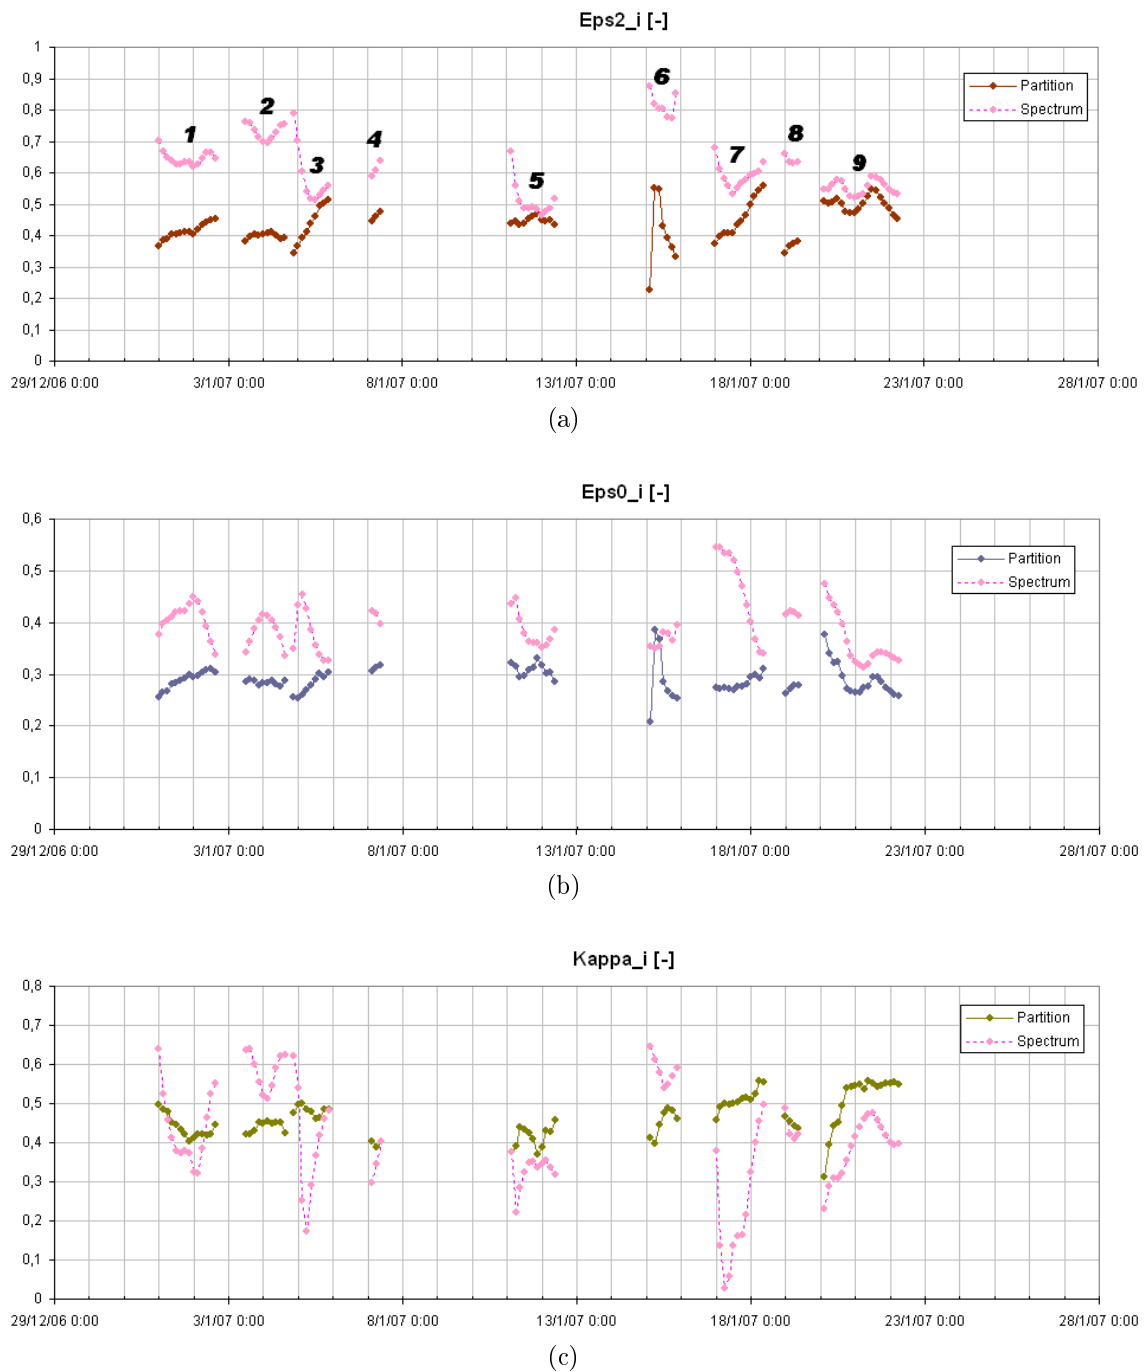 Eps2_i [-]
1
0,9
0,8
0,7
0,6
0,5
0,4
0,3
0,2
0,1
0
1
2
3
4
5
6
7
8
9
Partition
Spectrum
29/12/06 0:00 3/1/07 0:00 8/1/07 0:00 13/1/07 0:00 18/1/07 0:00 23/1/07 0:00 28/1/07 0:00
(a)
Eps0_i [-]
0,6
0,5
0,4
0,3
0,2
0,1
0
Partition
Spectrum
29/12/06 0:00 3/1/07 0:00 8/1/07 0:00 13/1/07 0:00 18/1/07 0:00 23/1/07 0:00 28/1/07 0:00
(b)
Kappa_i [-]
0,8
0,7
0,6
0,5
0,4
0,3
0,2
0,1
0
Partition
Spectrum
29/12/06 0:00 3/1/07 0:00 8/1/07 0:00 13/1/07 0:00 18/1/07 0:00 23/1/07 0:00 28/1/07 0:00
(c)